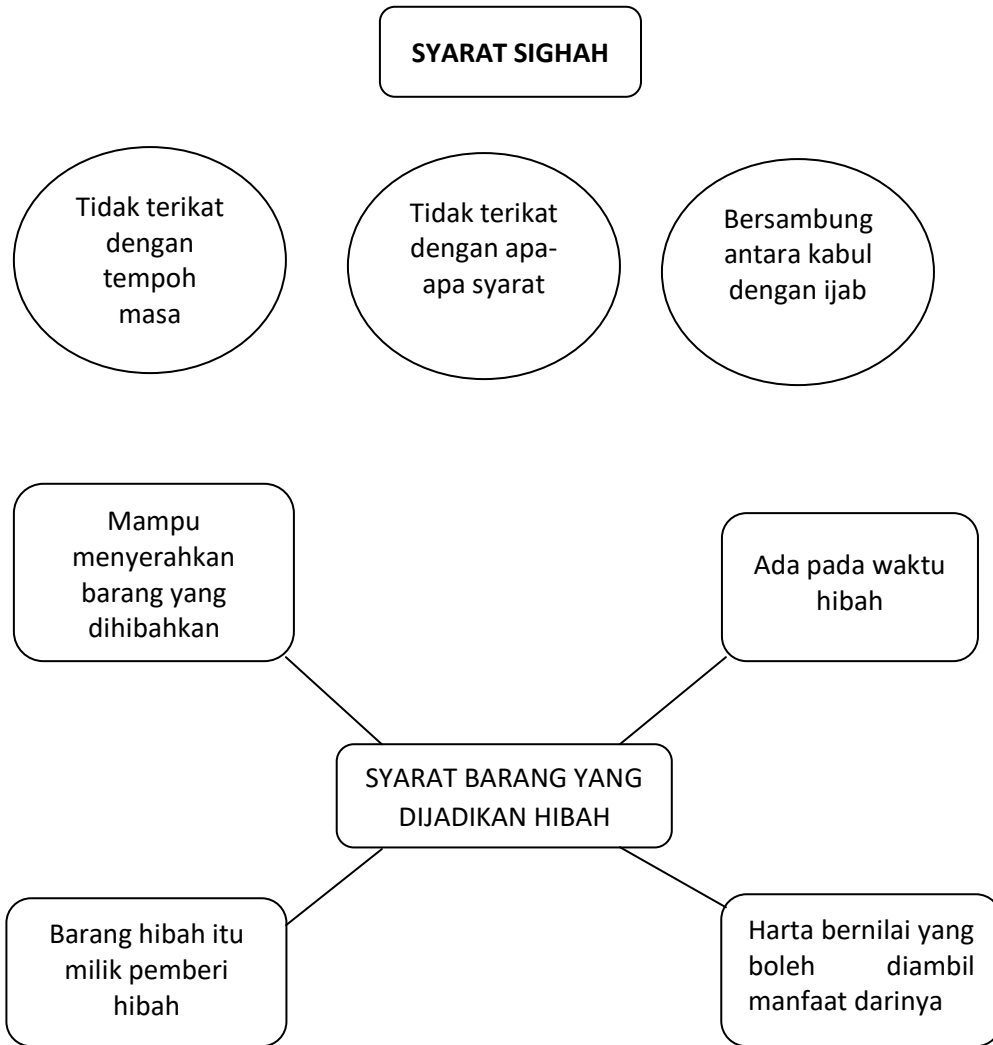 SYARAT SIGHAH
Tidak terikat
dengan
tempoh
masa
Tidak terikat
dengan apa-
apa syarat
Bersambung
antara kabul
dengan ijab
Mampu
menyerahkan
barang yang
dihibahkan
Ada pada waktu
hibah
SYARAT BARANG YANG
DIJADIKAN HIBAH
Barang hibah itu
milik pemberi
hibah
Harta bernilai yang
boleh diambil
manfaat darinya